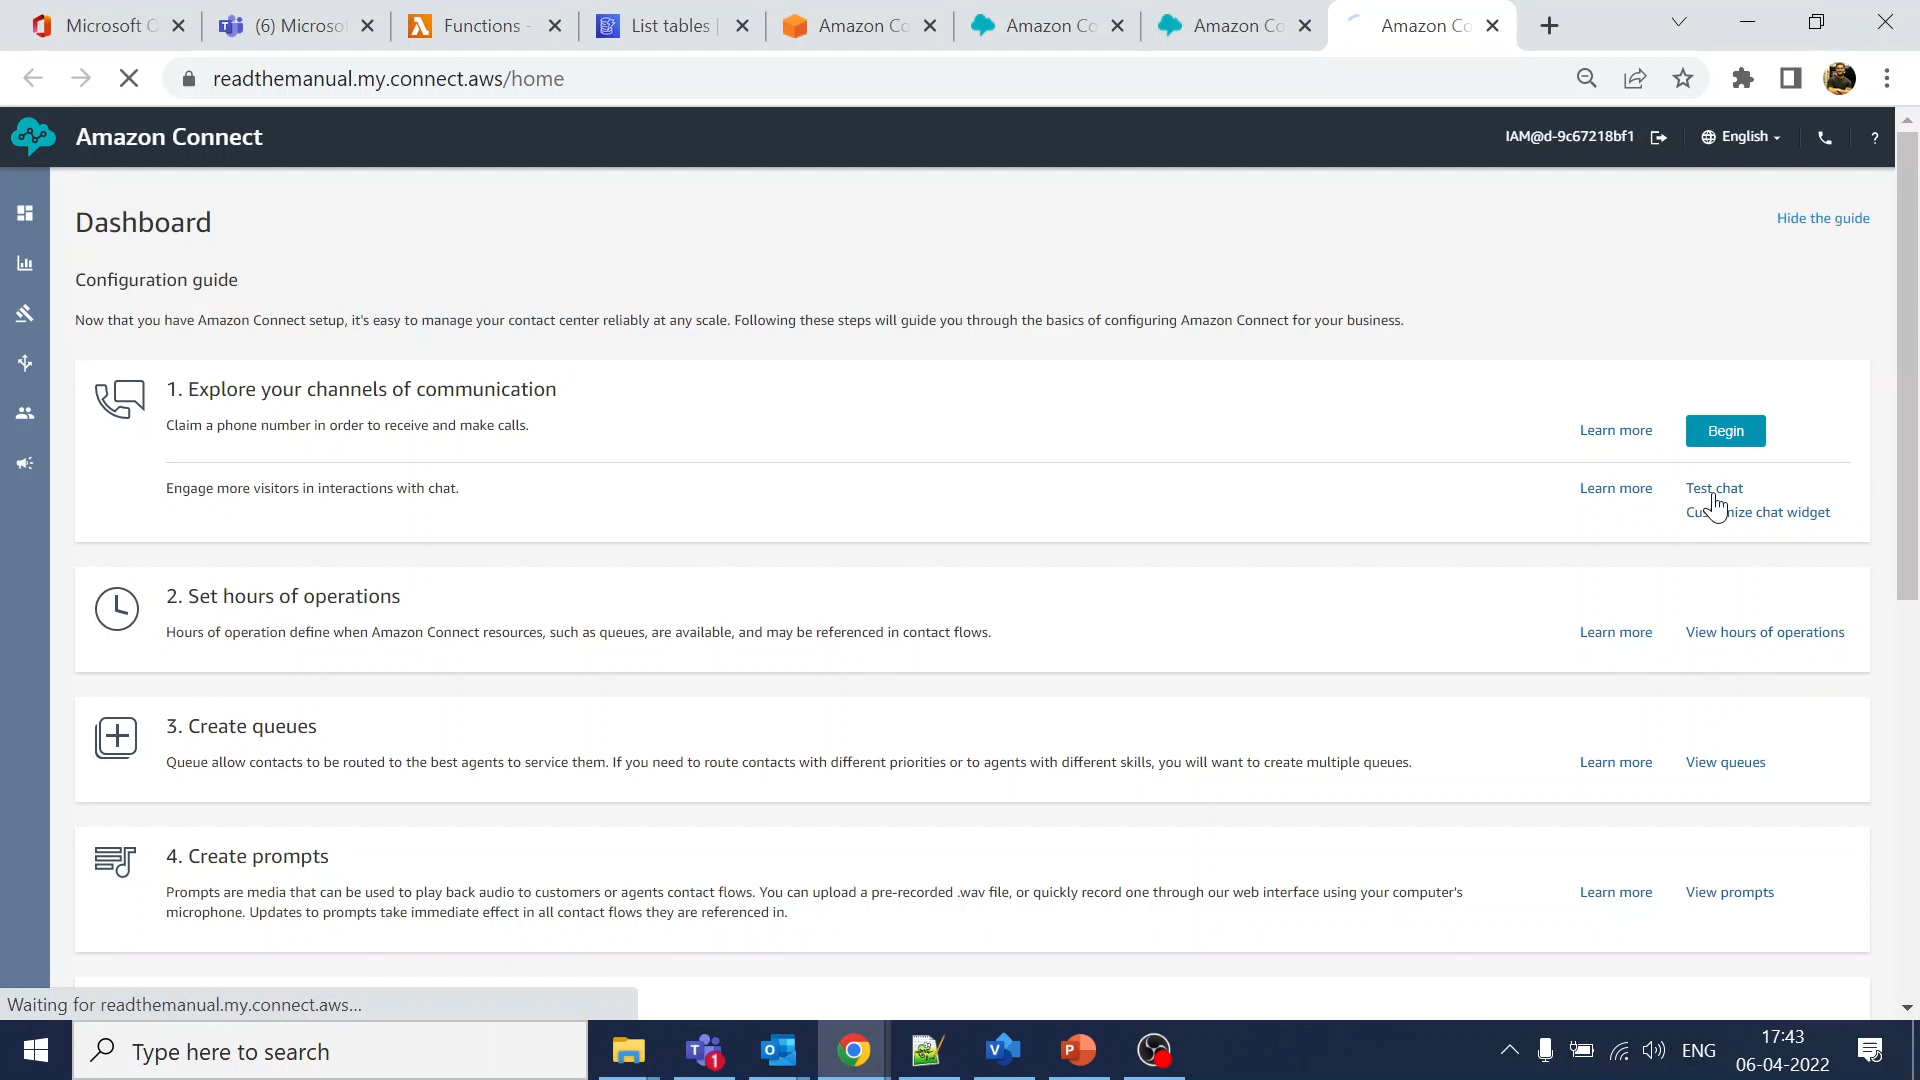 Microsoft O
(6) Microsof
Functions -
List tables |
Amazon Co
Amazon Co
Amazon Co
Amazon Co
readthemanual.my.connect.aws/home
Amazon Connect
IAM@d-9c67218bf1
English
?
Dashboard
Hide the guide
Configuration guide
Now that you have Amazon Connect setup, it's easy to manage your contact center reliably at any scale. Following these steps will guide you through the basics of configuring Amazon Connect for your business.
1. Explore your channels of communication
Claim a phone number in order to receive and make calls.
Learn more
Begin
Engage more visitors in interactions with chat.
Learn more
Test chat
Customize chat widget
2. Set hours of operations
Hours of operation define when Amazon Connect resources, such as queues, are available, and may be referenced in contact flows.
Learn more
View hours of operations
3. Create queues
Queue allow contacts to be routed to the best agents to service them. If you need to route contacts with different priorities or to agents with different skills, you will want to create multiple queues.
Learn more
View queues
4. Create prompts
Prompts are media that can be used to play back audio to customers or agents contact flows. You can upload a pre-recorded .wav file, or quickly record one through our web interface using your computer's
microphone. Updates to prompts take immediate effect in all contact flows they are referenced in.
Learn more
View prompts
Waiting for readthemanual.my.connect.aws...
Type here to search
1
ENG
17:43
06-04-2022